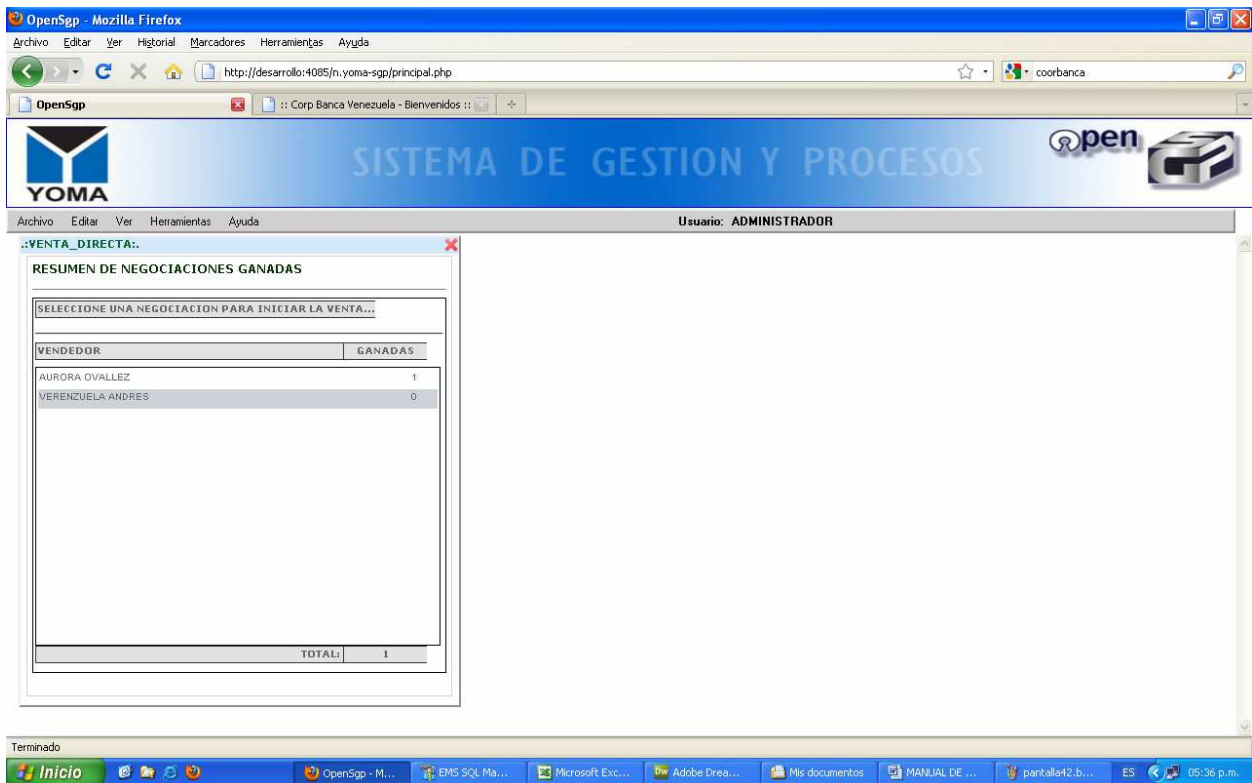 OpenSgp - Mozilla Firefox
Archivo Editar Ver Historial Marcadores Herramientas Ayuda
http://desarrollo:4085/n.yoma-sgp/principal.php
coorbanca
OpenSgp
:: Corp Banca Venezuela - Bienvenidos ::
YOMA
SISTEMA DE GESTION Y PROCESOS
open
Archivo Editar Ver Herramientas Ayuda
Usuario: ADMINISTRADOR
.:VENTA_DIRECTA:.
RESUMEN DE NEGOCIACIONES GANADAS
SELECCIONE UNA NEGOCIACION PARA INICIAR LA VENTA...
VENDEDOR GANADAS
AURORA OVALLEZ 1
VERENZUELA ANDRES 0
TOTAL: 1
Terminado
Inicio
OpenSgp - M...
EMS SQL Ma...
Microsoft Exc...
Adobe Drea...
Mis documentos
MANUAL DE ...
pantalla42.b...
ES
05:36 p.m.